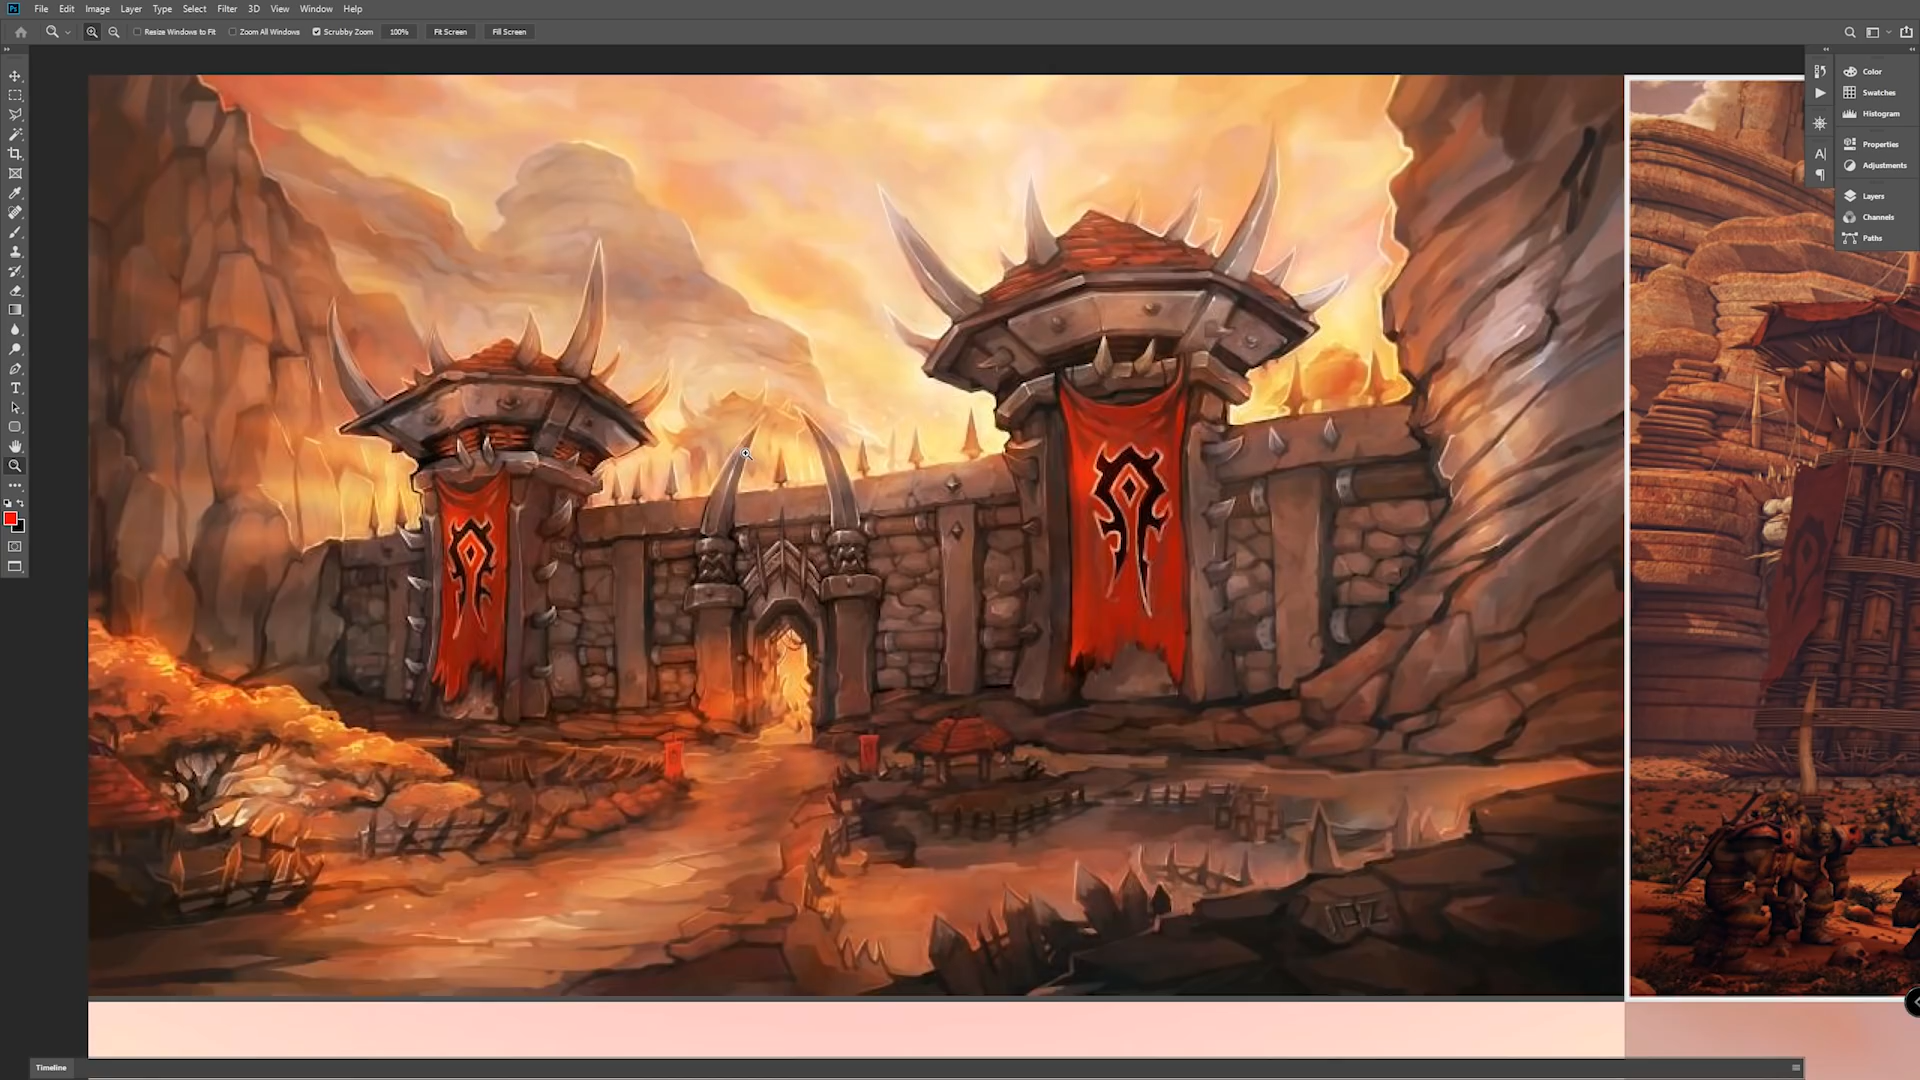 Ps File Edit Image Layer Type Select Filter 3D View Window Help
Resize Windows to Fit Zoom All Windows Scrubby Zoom 100% Fit Screen Fill Screen
Color
Swatches
Histogram
Properties
Adjustments
Layers
Channels
Paths
Timeline